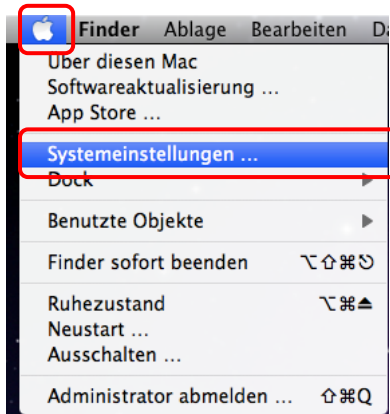 Finder Ablage Bearbeiten Da
Über diesen Mac
Softwareaktualisierung ...
App Store ...
Systemeinstellungen ...
Dock
Benutzte Objekte
Finder sofort beenden ⌥⇧⌘⎋
Ruhezustand ⌥⌘⏏
Neustart ...
Ausschalten ...
Administrator abmelden ... ⇧⌘Q